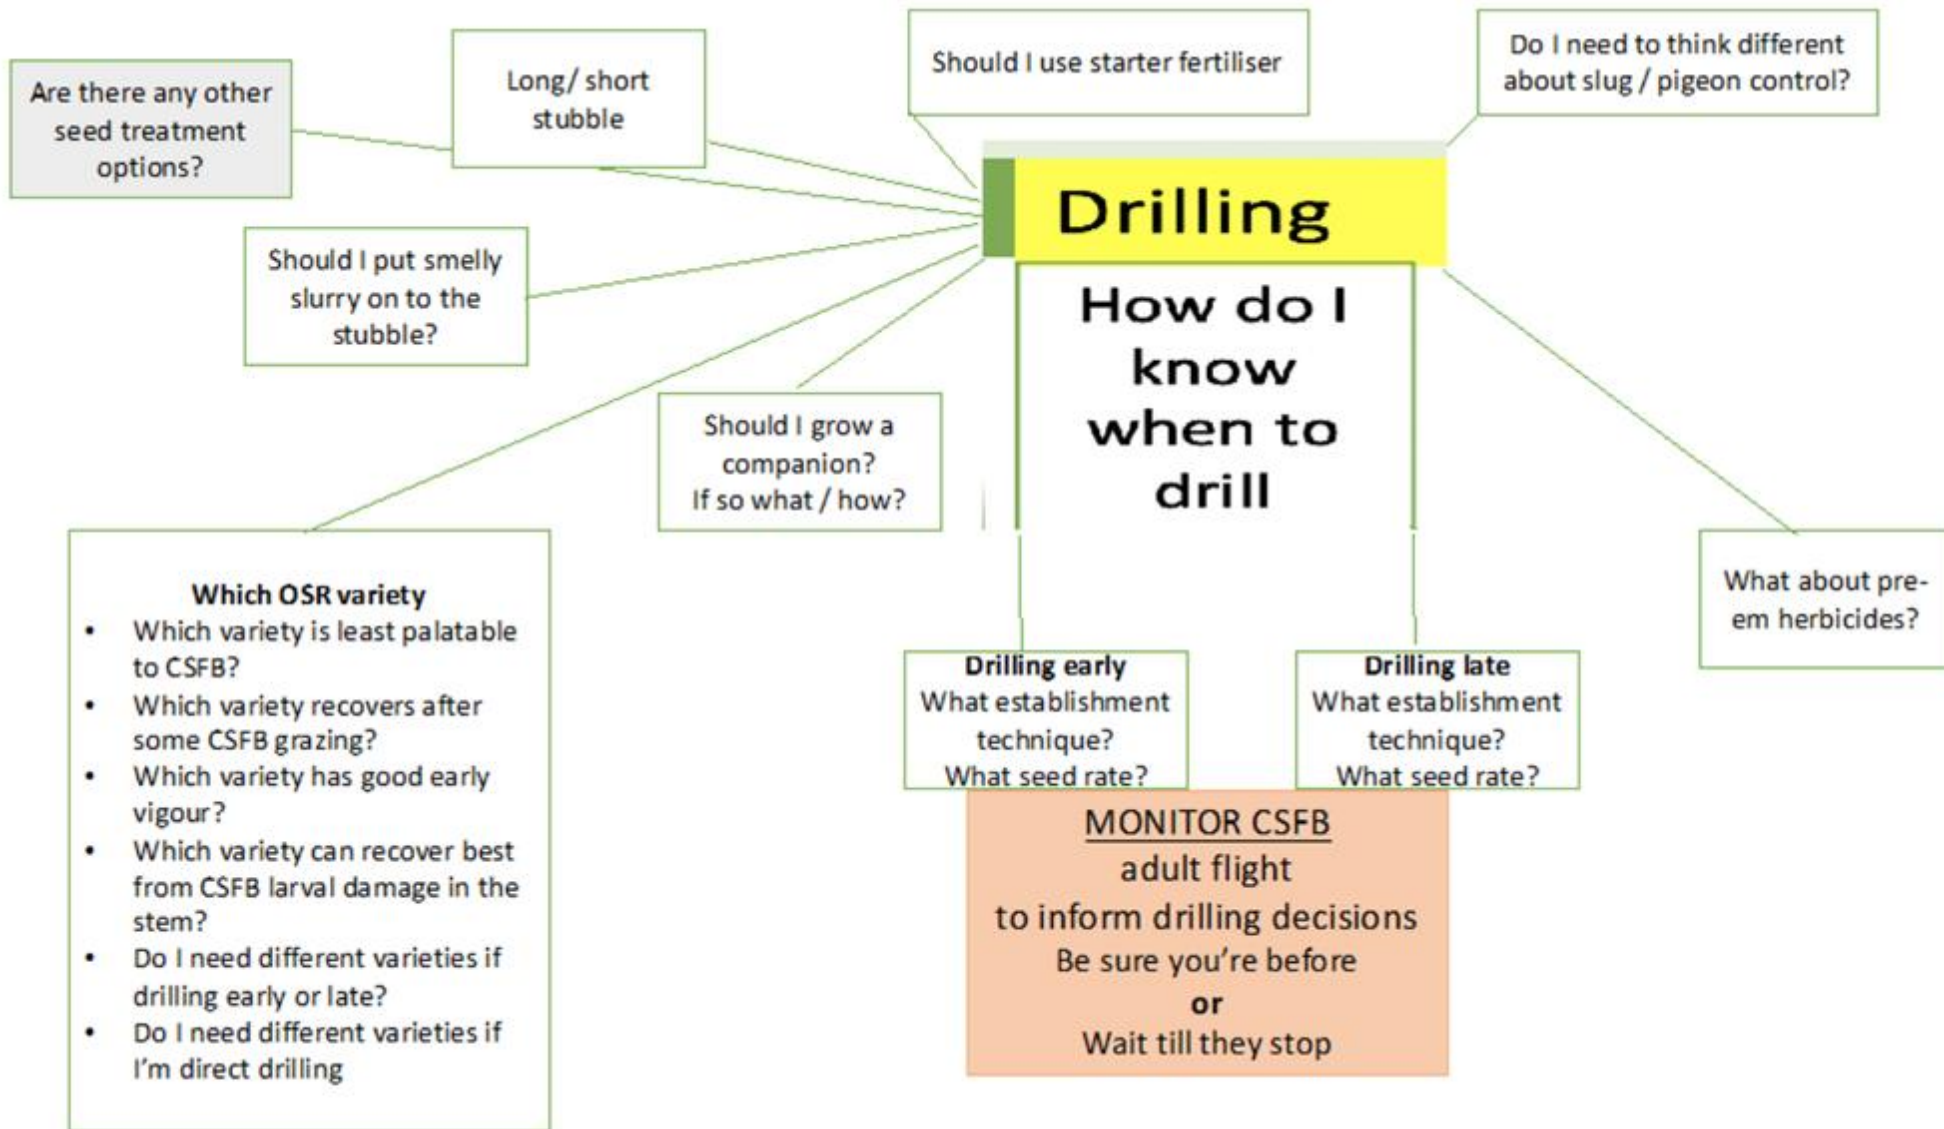 Are there any other
seed treatment
options?
Long/ short
stubble
Should I use starter fertiliser
Do I need to think different
about slug / pigeon control?
Drilling
Should I put smelly
slurry on to the
stubble?
How do I
know
when to
drill
Should I grow a
companion?
If so what / how?
Which OSR variety
• Which variety is least palatable
to CSFB?
• Which variety recovers after
some CSFB grazing?
• Which variety has good early
vigour?
• Which variety can recover best
from CSFB larval damage in the
stem?
• Do I need different varieties if
drilling early or late?
• Do I need different varieties if
I'm direct drilling
Drilling early
What establishment
technique?
What seed rate?
Drilling late
What establishment
technique?
What seed rate?
What about pre-
em herbicides?
MONITOR CSFB
adult flight
to inform drilling decisions
Be sure you're before
or
Wait till they stop